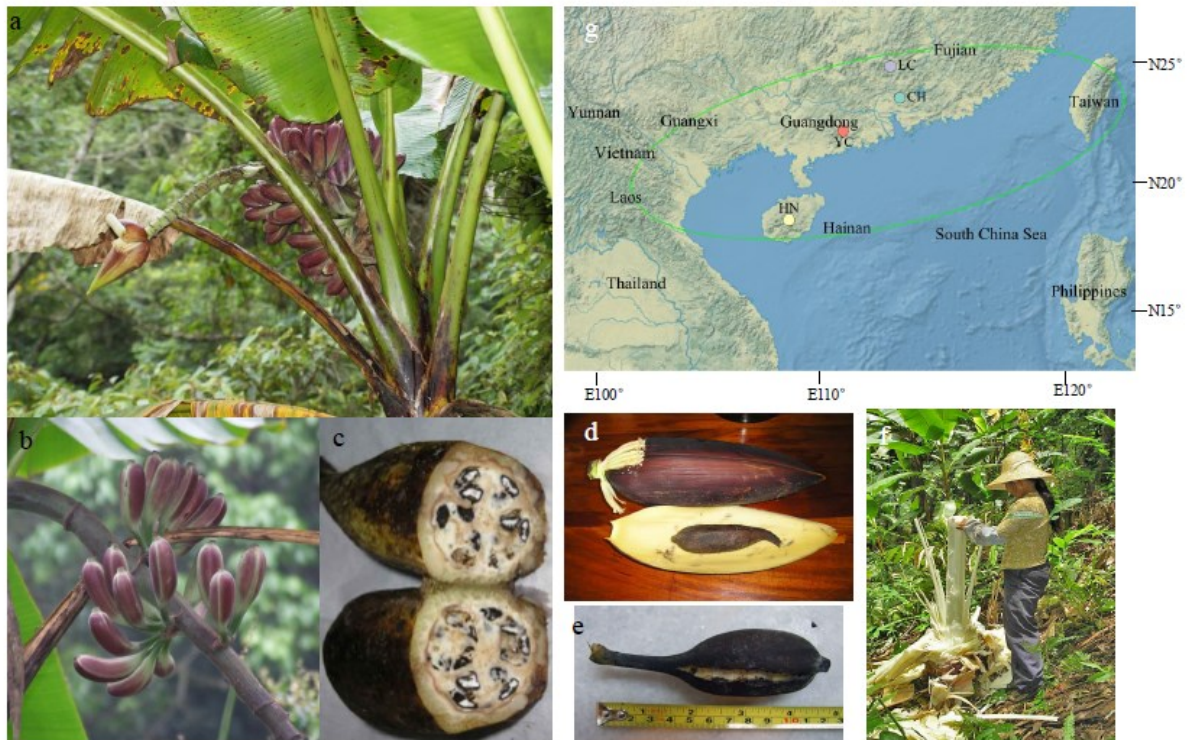 a
b
c
d
e
f
g
Fujian
LC
CH
Yunnan
Guangxi
Guangdong
YC
Taiwan
Vietnam
Laos
HN
Hainan
South China Sea
Thailand
Philippines
N25°
N20°
N15°
E100°
E110°
E120°